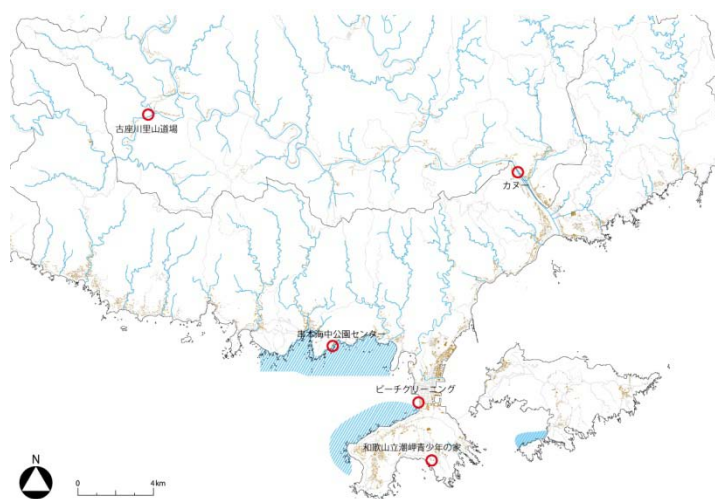 古座川里山道場
カヌー
串本海中公園センター
ビーチクリーニング
和歌山立潮岬青少年の家
N
0 4km